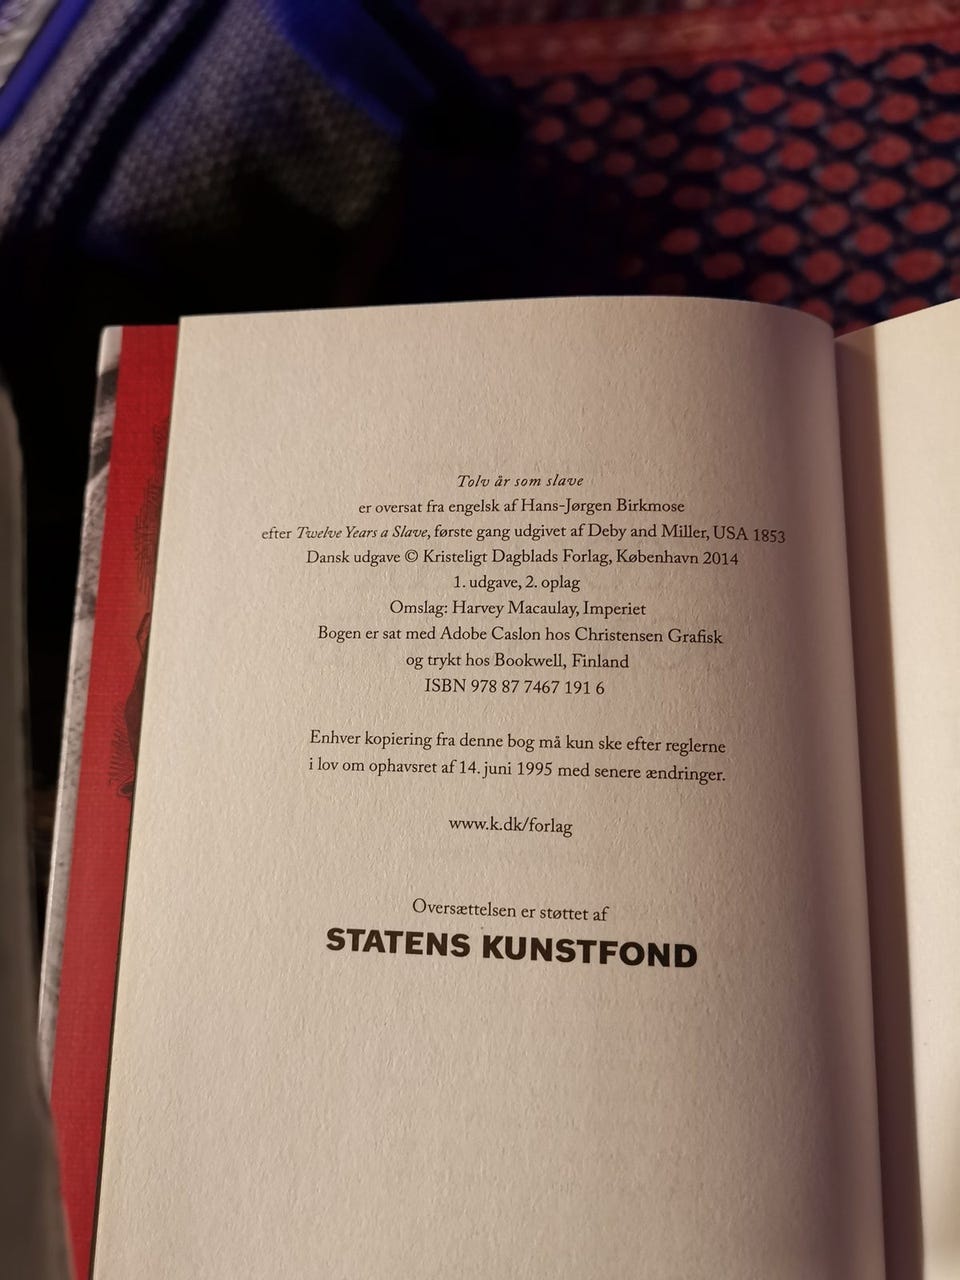 Tolv år som slave
er oversat fra engelsk af Hans-Jørgen Birkmose
efter Twelve Years a Slave, første gang udgivet af Deby and Miller, USA 1853
Dansk udgave © Kristeligt Dagblads Forlag, København 2014
1. udgave, 2. oplag
Omslag: Harvey Macaulay, Imperiet
Bogen er sat med Adobe Caslon hos Christensen Grafisk
og trykt hos Bookwell, Finland
ISBN 978 87 7467 191 6
Enhver kopiering fra denne bog må kun ske efter reglerne
i lov om ophavsret af 14. juni 1995 med senere ændringer.
www.k.dk/forlag
Oversættelsen er støttet af
STATENS KUNSTFOND